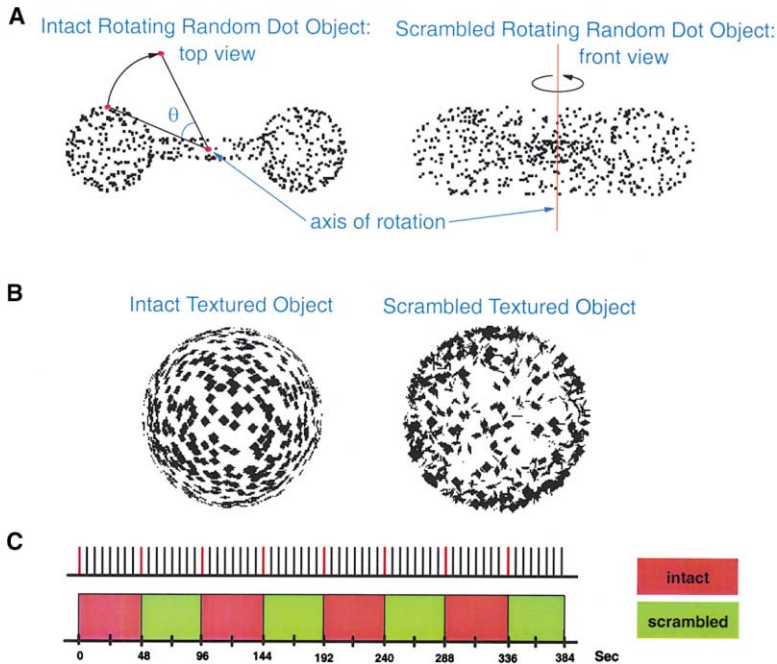 A
Intact Rotating Random Dot Object:
top view
Scrambled Rotating Random Dot Object:
front view
θ
axis of rotation
B
Intact Textured Object
Scrambled Textured Object
C
intact
scrambled
0 48 96 144 192 240 288 336 384 Sec